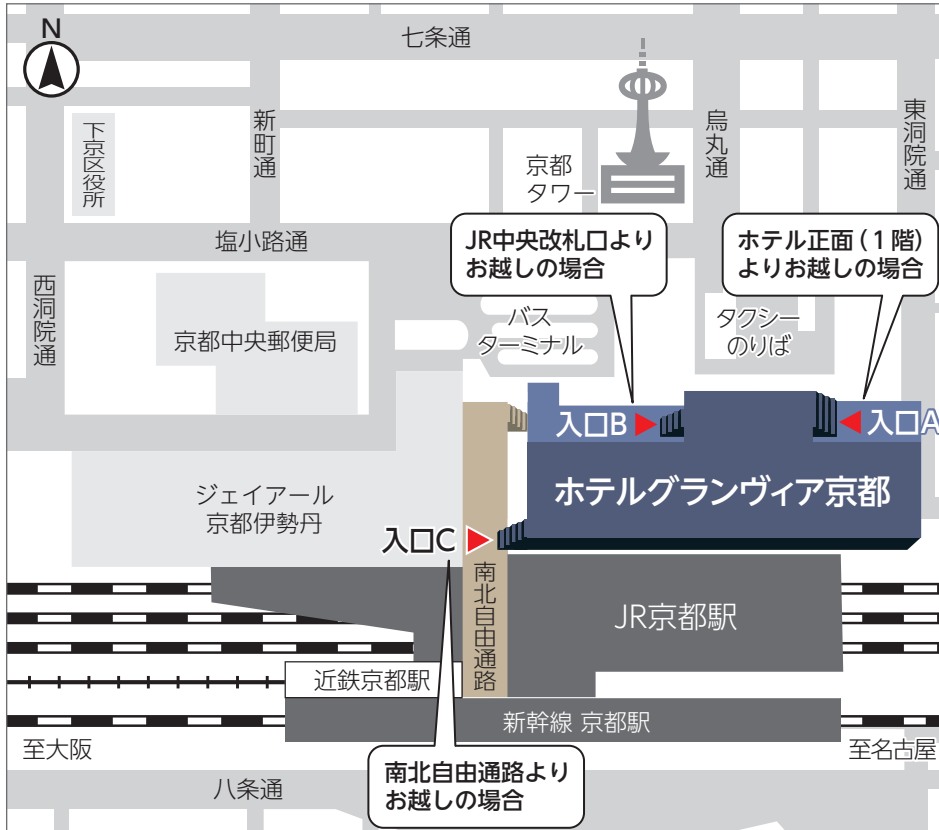 N
七条通
下京区役所
新町通
京都
タワー
烏丸通
東洞院通
塩小路通
JR中央改札口より
お越しの場合
ホテル正面(1階)
よりお越しの場合
西洞院通
京都中央郵便局
バス
ターミナル
タクシー
のりば
入口B
入口A
ホテルグランヴィア京都
ジェイアール
京都伊勢丹
入口C
南北自由通路
JR京都駅
近鉄京都駅
新幹線 京都駅
至大阪
至名古屋
南北自由通路より
お越しの場合
八条通